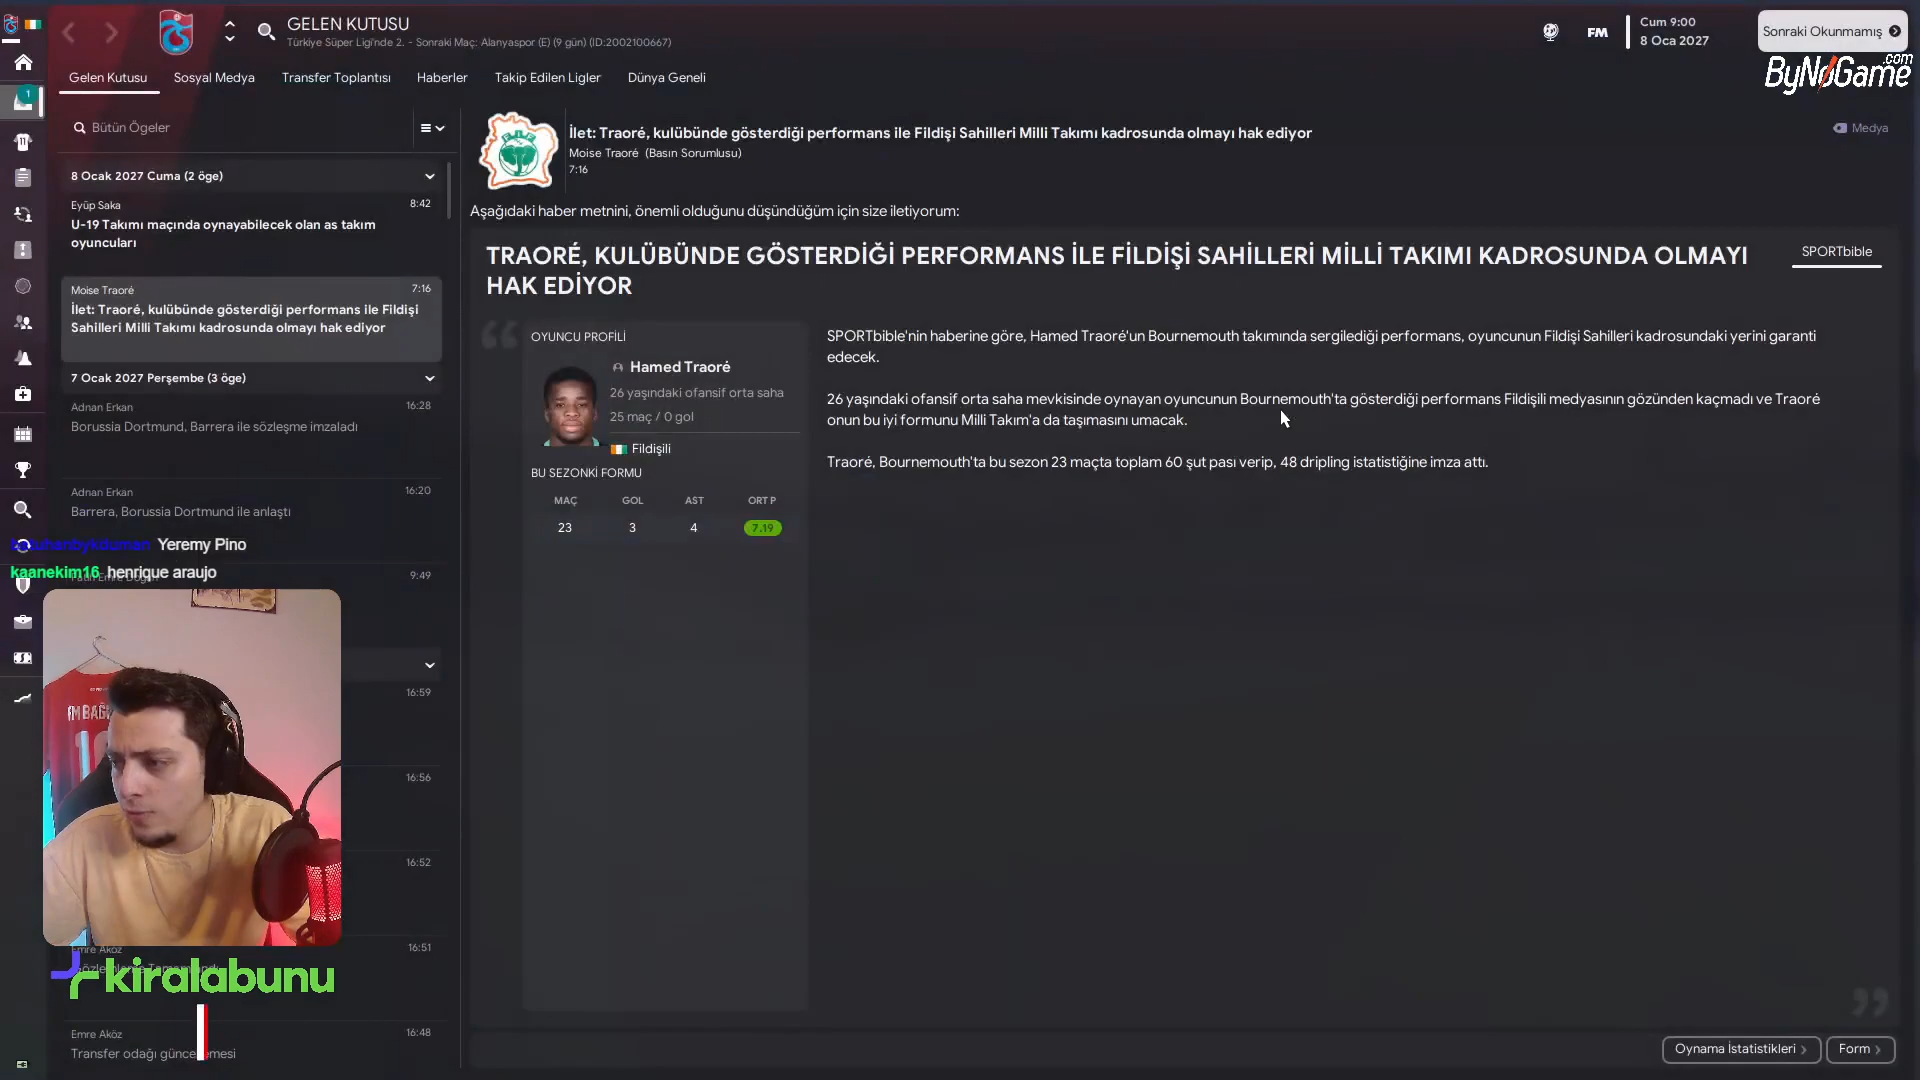 GELEN KUTUSU
Türkiye Süper Ligi'nde 2. - Sonraki Maç: Alanyaspor (E) (9 gün) (ID:2002100667)
FM
Cum 9:00
8 Oca 2027
Sonraki Okunmamış
ByNoGame
.com
Gelen Kutusu
Sosyal Medya
Transfer Toplantısı
Haberler
Takip Edilen Ligler
Dünya Geneli
1
11
Bütün Ögeler
8 Ocak 2027 Cuma (2 öge)
Eyüp Saka
8:42
U-19 Takımı maçında oynayabilecek olan as takım
oyuncuları
Moise Traoré
7:16
İlet: Traoré, kulübünde gösterdiği performans ile Fildişi
Sahilleri Milli Takımı kadrosunda olmayı hak ediyor
7 Ocak 2027 Perşembe (3 öge)
Adnan Erkan
16:28
Borussia Dortmund, Barrera ile sözleşme imzaladı
Adnan Erkan
16:20
Barrera, Borussia Dortmund ile anlaştı
Yeremy Pino
kaanekim16 henrique araujo
9:49
16:59
16:56
16:52
Emre Aköz
16:51
kiralabunu
Emre Aköz
16:48
Transfer odağı güncellemesi
İlet: Traoré, kulübünde gösterdiği performans ile Fildişi Sahilleri Milli Takımı kadrosunda olmayı hak ediyor
Moise Traoré (Basın Sorumlusu)
7:16
Medya
Aşağıdaki haber metnini, önemli olduğunu düşündüğüm için size iletiyorum:
TRAORÉ, KULÜBÜNDE GÖSTERDİĞİ PERFORMANS İLE FİLDİŞİ SAHİLLERİ MİLLİ TAKIMI KADROSUNDA OLMAYI
HAK EDİYOR
SPORTbible
OYUNCU PROFİLİ
Hamed Traoré
26 yaşındaki ofansif orta saha
25 maç / 0 gol
Fildişili
BU SEZONKİ FORMU
MAÇ GOL AST ORT P
23 3 4 7.19
SPORTbible'nin haberine göre, Hamed Traoré'un Bournemouth takımında sergilediği performans, oyuncunun Fildişi Sahilleri kadrosundaki yerini garanti
edecek.
26 yaşındaki ofansif orta saha mevkisinde oynayan oyuncunun Bournemouth'ta gösterdiği performans Fildişili medyasının gözünden kaçmadı ve Traoré
onun bu iyi formunu Milli Takım'a da taşımasını umacak.
Traoré, Bournemouth'ta bu sezon 23 maçta toplam 60 şut pası verip, 48 dripling istatistiğine imza attı.
Oynama İstatistikleri
Form